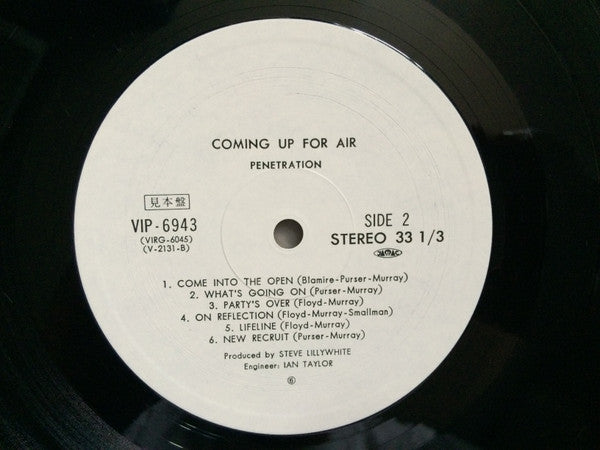 COMING UP FOR AIR
PENETRATION
見本盤
VIP-6943
(VIRG-6045)
(V-2131-B)
SIDE 2
STEREO 33 1/3
JASRAC
1. COME INTO THE OPEN (Blamire-Purser-Murray)
2. WHAT'S GOING ON (Purser-Murray)
3. PARTY'S OVER (Floyd-Murray)
4. ON REFLECTION (Floyd-Murray-Smallman)
5. LIFELINE (Floyd-Murray)
6. NEW RECRUIT (Purser-Murray)
Produced by STEVE LILLYWHITE
Engineer: IAN TAYLOR
⑥